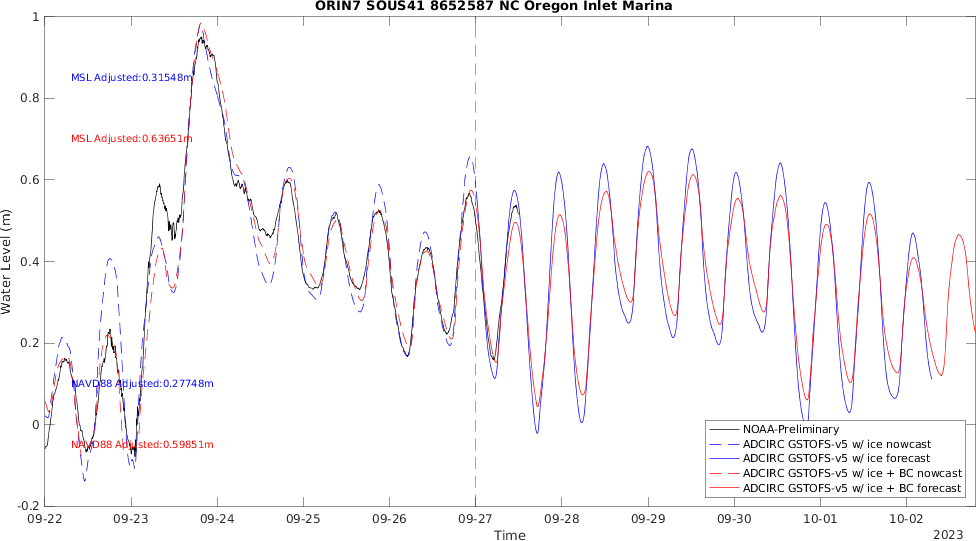 ORIN7 SOUS41 8652587 NC Oregon Inlet Marina
1
0.8
0.6
0.4
0.2
0
-0.2
Water Level (m)
MSL Adjusted:0.31548m
MSL Adjusted:0.63651m
NAVD88 Adjusted:0.27748m
NAVD88 Adjusted:0.59851m
NOAA-Preliminary
ADCIRC GSTOFS-v5 w/ ice nowcast
ADCIRC GSTOFS-v5 w/ ice forecast
ADCIRC GSTOFS-v5 w/ ice + BC nowcast
ADCIRC GSTOFS-v5 w/ ice + BC forecast
09-22 09-23 09-24 09-25 09-26 09-27 09-28 09-29 09-30 10-01 10-02
Time
2023